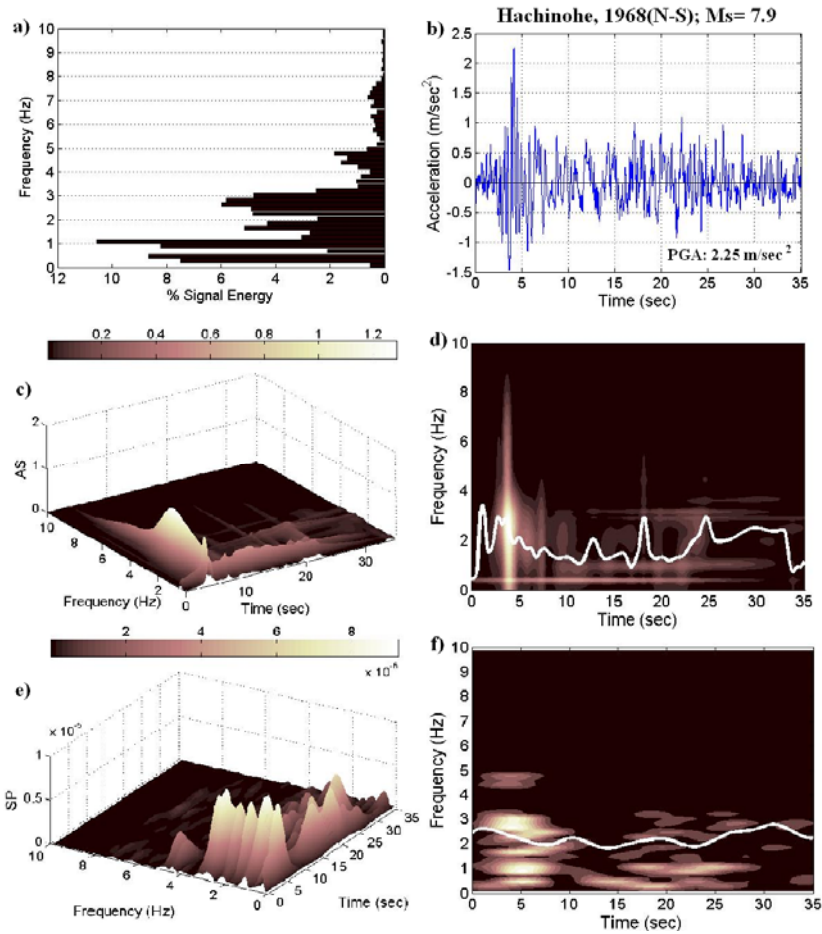 Hachinohe, 1968(N-S); Ms= 7.9
a)
10
9
8
7
6
5
4
3
2
1
0
Frequency (Hz)
12 10 8 6 4 2 0
% Signal Energy
b)
2.5
2
1.5
1
0.5
0
-0.5
-1
-1.5
Acceleration (m/sec²)
PGA: 2.25 m/sec²
0 5 10 15 20 25 30 35
Time (sec)
0.2 0.4 0.6 0.8 1 1.2
c)
2
1
0
AS
10 8 6 4 2 0
Frequency (Hz)
10 20 30
Time (sec)
d)
10
8
6
4
2
0
Frequency (Hz)
0 5 10 15 20 25 30 35
Time (sec)
2 4 6 8
x 10⁻⁶
e)
x 10⁻⁵
1
0.5
0
SP
10 8 6 4 2 0
Frequency (Hz)
0 5 10 15 20 25 30 35
Time (sec)
f)
10
9
8
7
6
5
4
3
2
1
0
Frequency (Hz)
0 5 10 15 20 25 30 35
Time (sec)